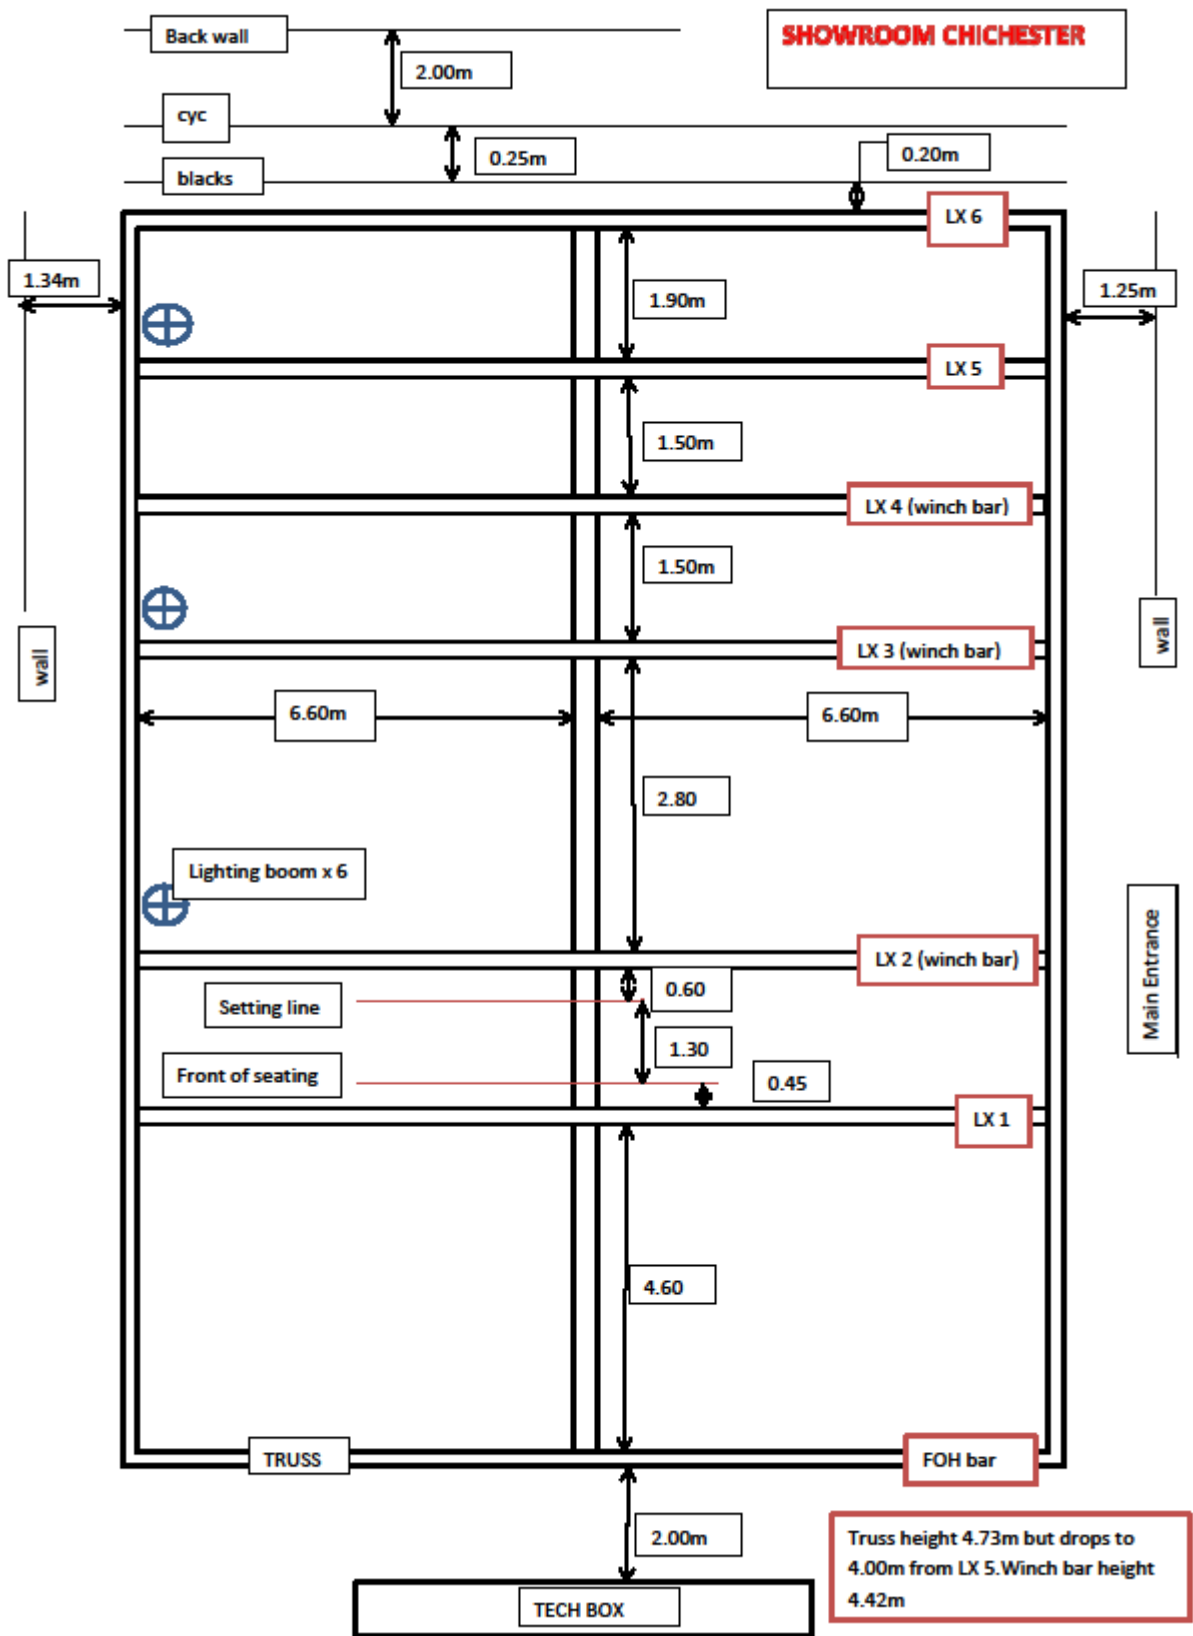 Back wall
SHOWROOM CHICHESTER
2.00m
cyc
0.25m
0.20m
blacks
LX 6
1.34m
1.90m
1.25m
LX 5
1.50m
LX 4 (winch bar)
1.50m
wall
wall
LX 3 (winch bar)
6.60m
6.60m
2.80
Lighting boom x 6
Main Entrance
LX 2 (winch bar)
0.60
Setting line
1.30
Front of seating
0.45
LX 1
4.60
TRUSS
FOH bar
2.00m
Truss height 4.73m but drops to
4.00m from LX 5.Winch bar height
4.42m
TECH BOX